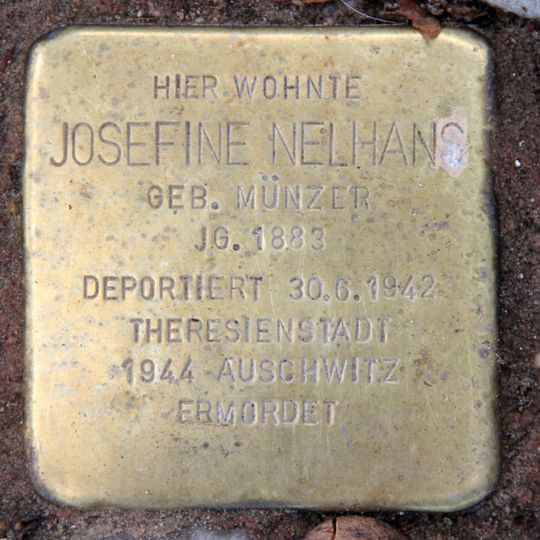 HIER WOHNTE
JOSEFINE NELHANS
GEB. MÜNZER
JG. 1883
DEPORTIERT 30.6.1942
THERESIENSTADT
1944 AUSCHWITZ
ERMORDET